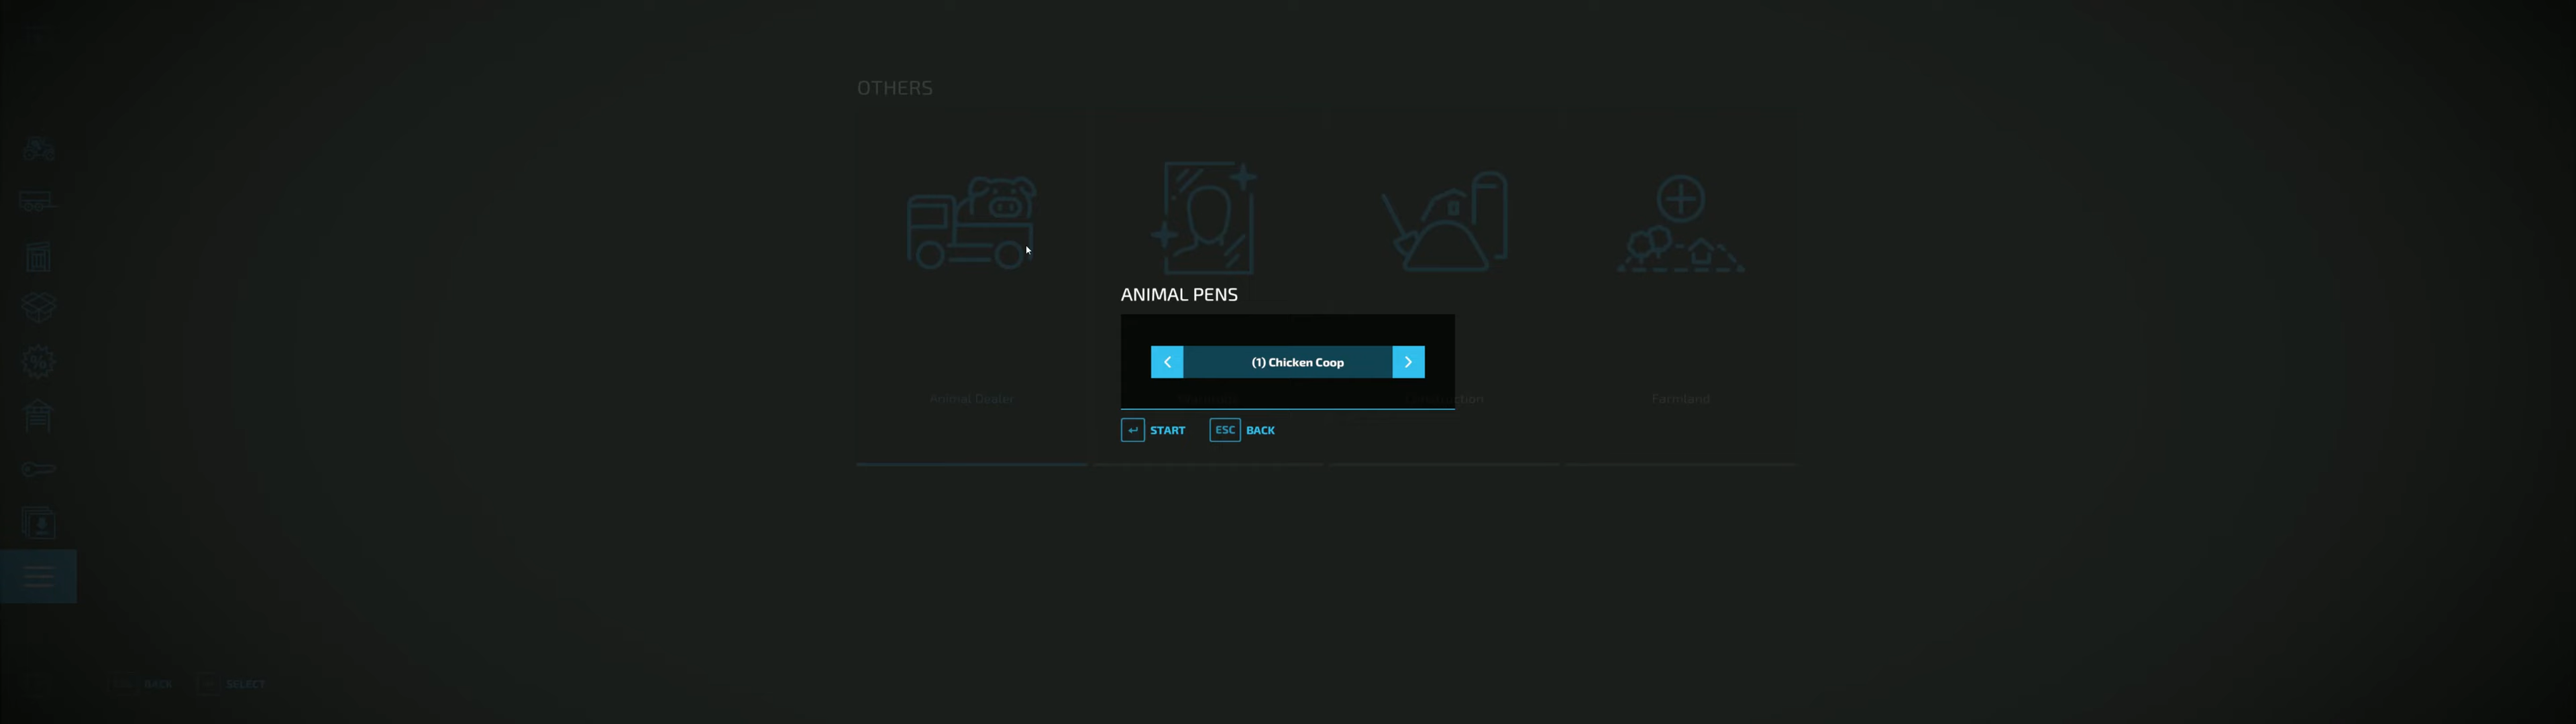 OTHERS
ANIMAL PENS
(1) Chicken Coop
Animal Dealer
Farmland
START
ESC BACK
BACK
SELECT